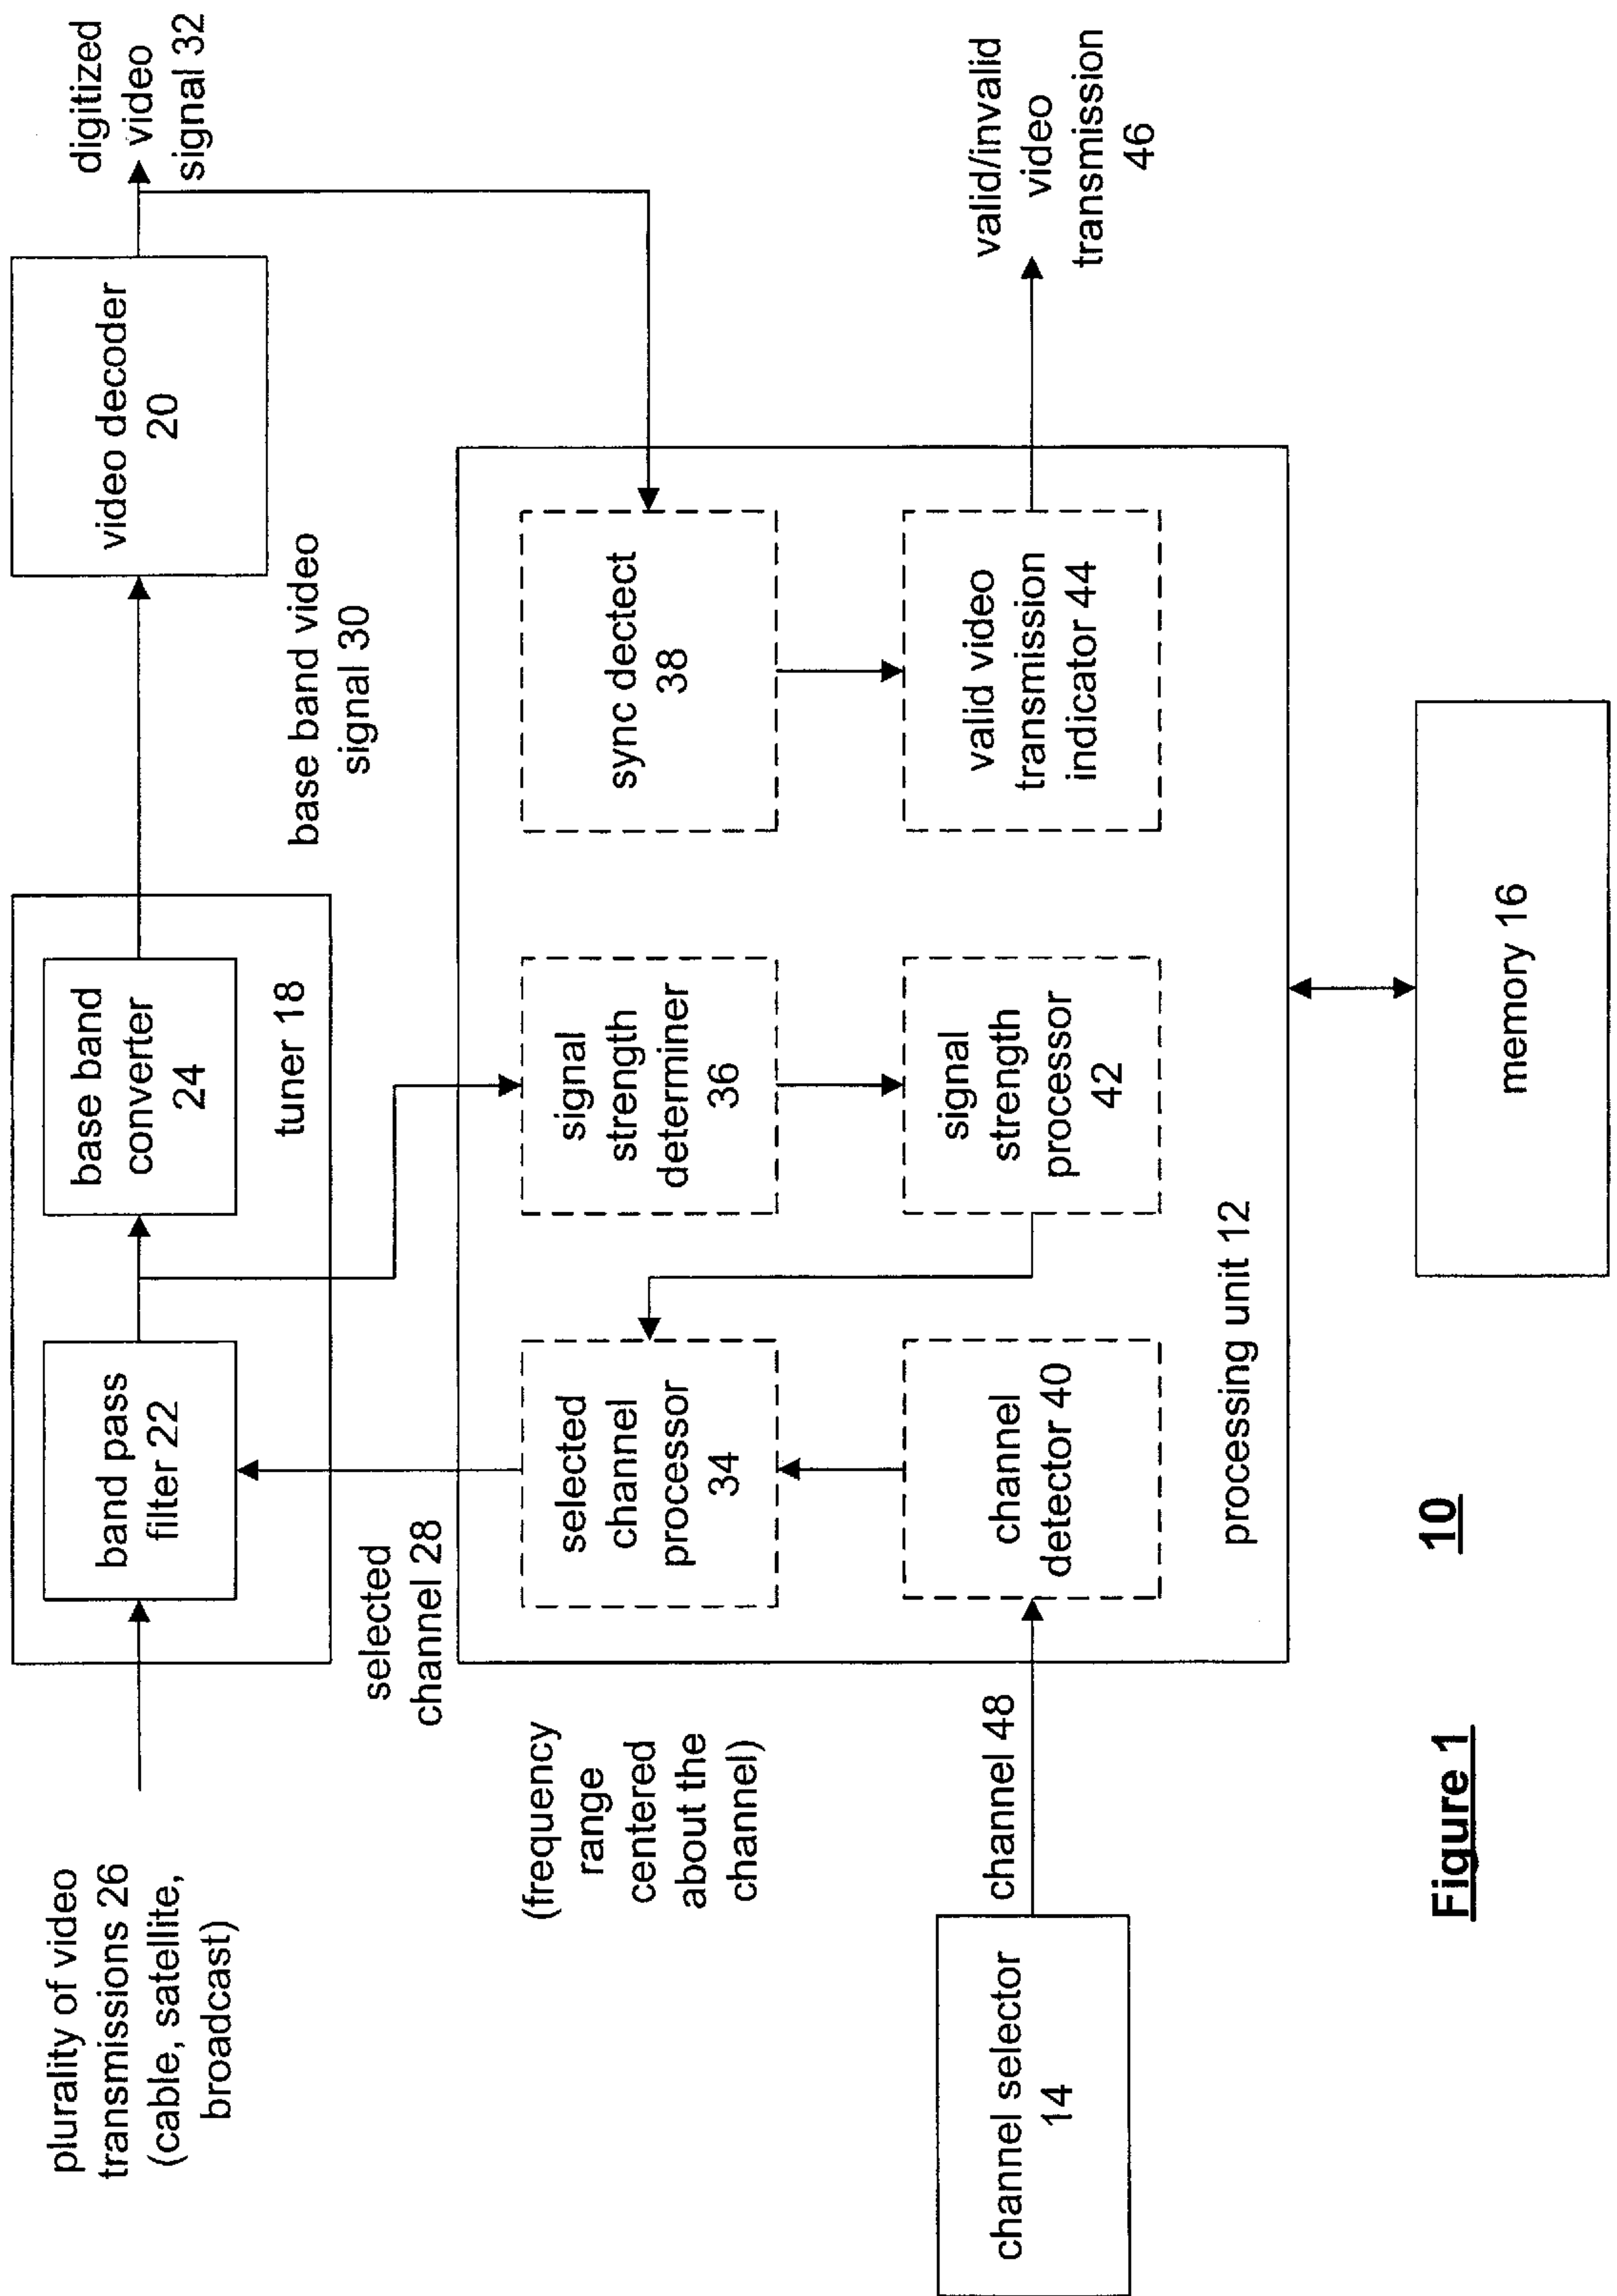 plurality of video
transmissions 26
(cable, satellite,
broadcast)
band pass
filter 22
base band
converter
24
tuner 18
base band video
signal 30
video decoder
20
digitized
video
signal 32
selected
channel 28
(frequency
range
centered
about the
channel)
selected
channel
processor
34
signal
strength
determiner
36
sync dectect
38
channel selector
14
channel 48
channel
detector 40
signal
strength
processor
42
valid video
transmission
indicator 44
valid/invalid
video
transmission
46
processing unit 12
memory 16
10
Figure 1